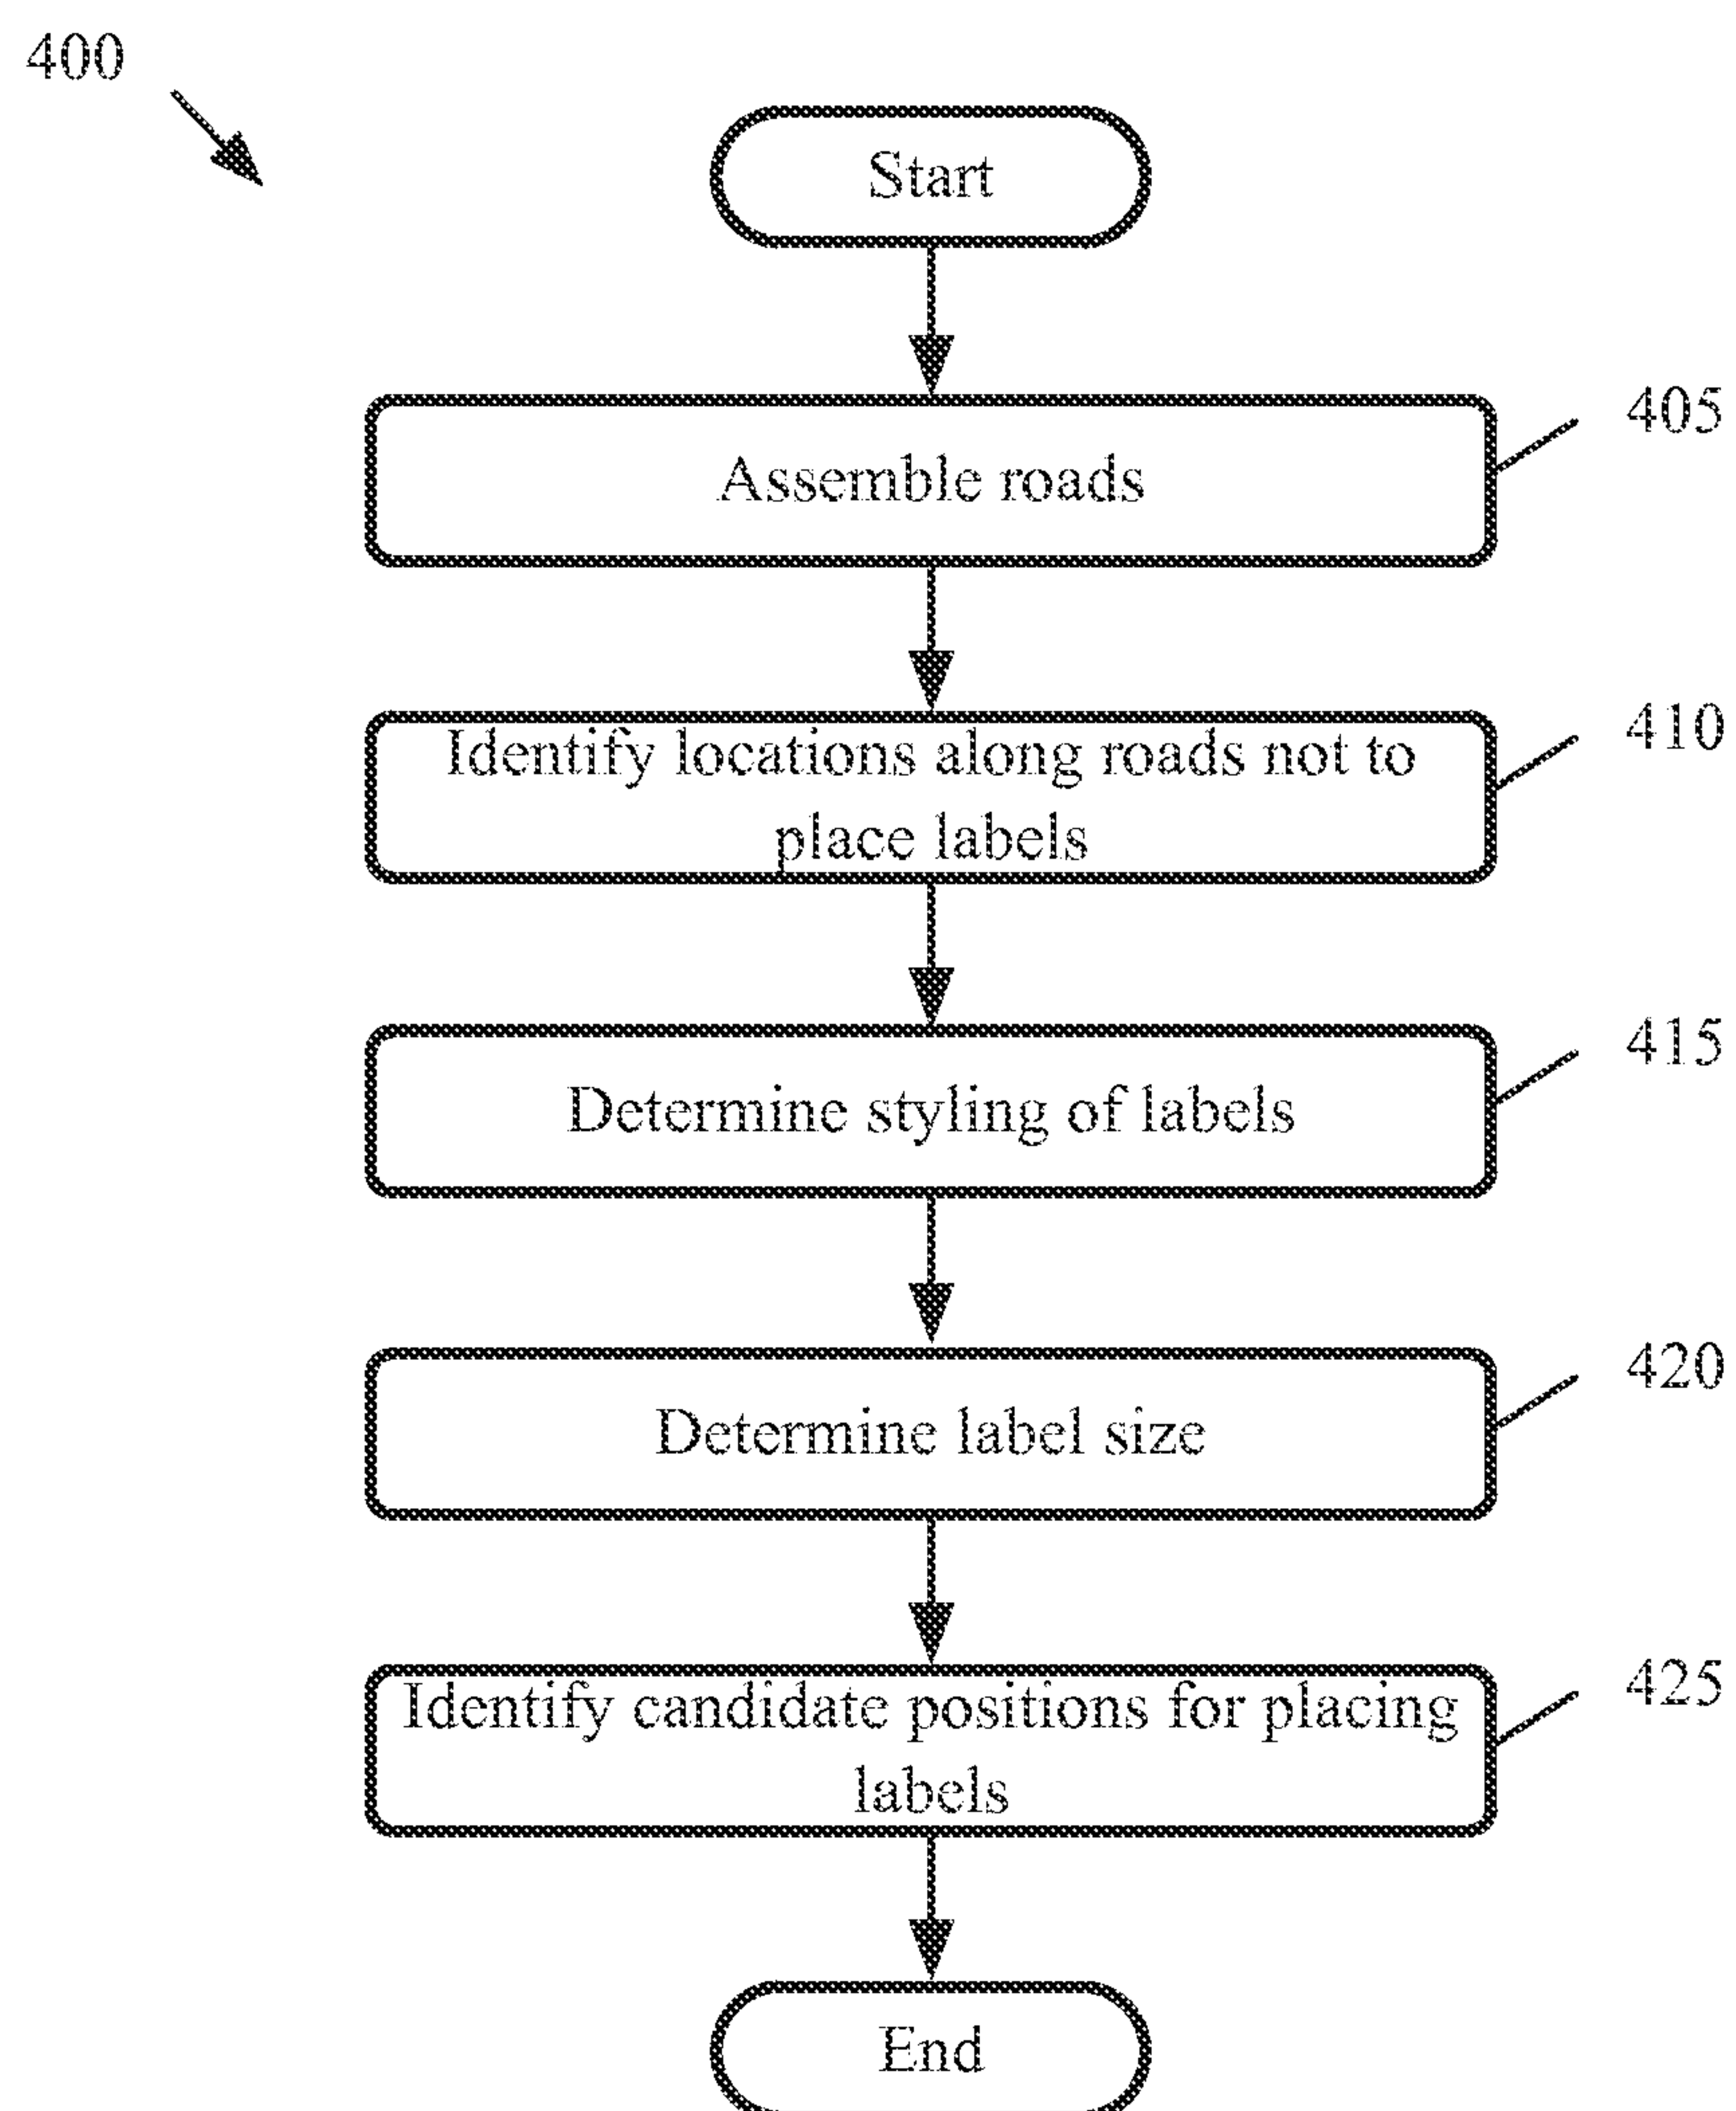 400
Start
405
Assemble roads
410
Identify locations along roads not to
place labels
415
Determine styling of labels
420
Determine label size
425
Identify candidate positions for placing
labels
End